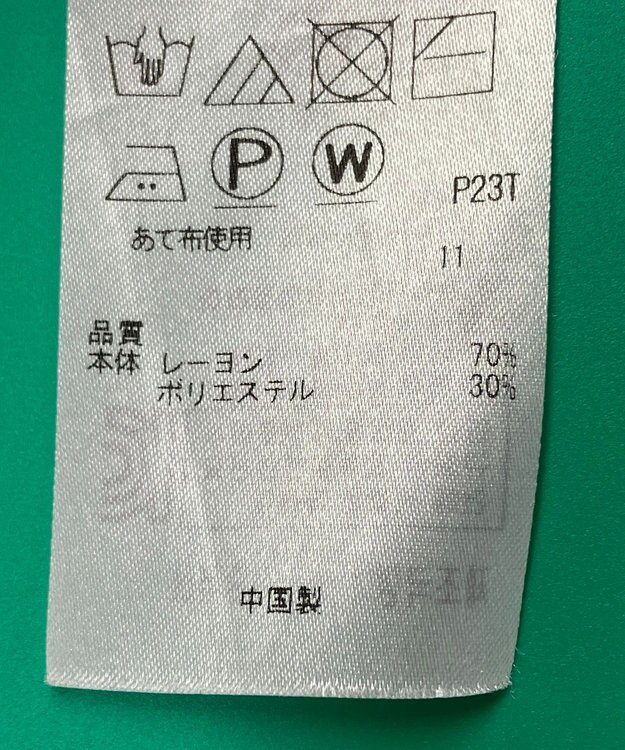 P W
P23T
あて布使用
11
品質
本体 レーヨン 70%
ポリエステル 30%
中国製